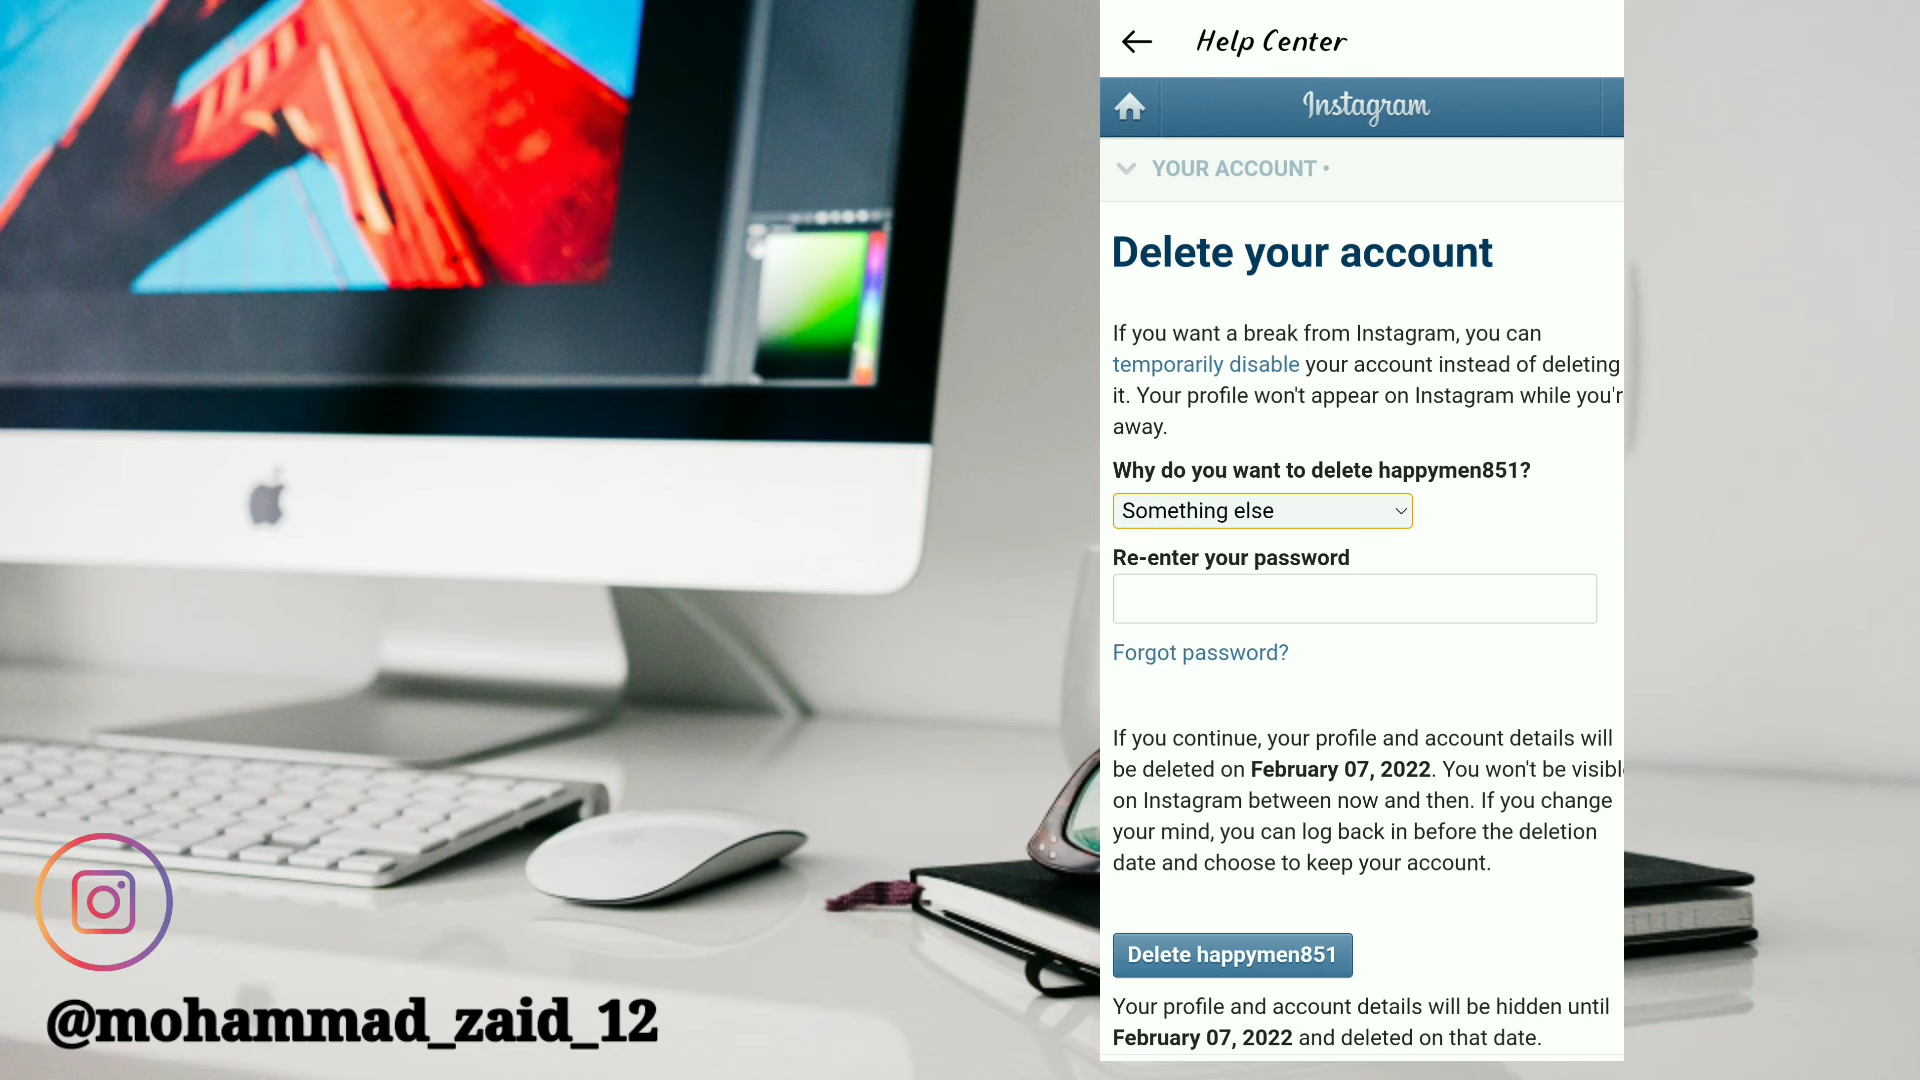 Help Center
Instagram
YOUR ACCOUNT •
Delete your account
If you want a break from Instagram, you can
temporarily disable your account instead of deleting
it. Your profile won't appear on Instagram while you'r
away.
Why do you want to delete happymen851?
Something else
Re-enter your password
Forgot password?
If you continue, your profile and account details will
be deleted on February 07, 2022. You won't be visibl
on Instagram between now and then. If you change
your mind, you can log back in before the deletion
date and choose to keep your account.
Delete happymen851
Your profile and account details will be hidden until
February 07, 2022 and deleted on that date.
@mohammad_zaid_12